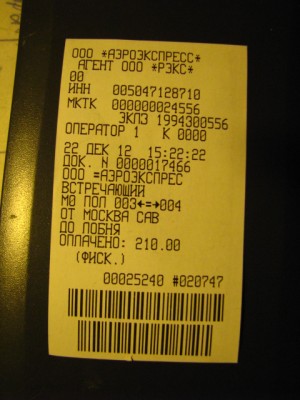 ООО *АЭРОЭКСПРЕСС*
АГЕНТ ООО *РЭКС*
00
ИНН 005047128710
МКТК 000000024556
ЭКЛЗ 1994300556
ОПЕРАТОР 1 К 0000
22 ДЕК 12 15:22:22
ДОК. N 0000017466
ООО =АЭРОЭКСПРЕС
ВСТРЕЧАЮЩИЙ
МО ПОЛ 003←=→004
ОТ МОСКВА САВ
ДО ЛОБНЯ
ОПЛАЧЕНО: 210.00
(ФИСК.)
00025240 #020747